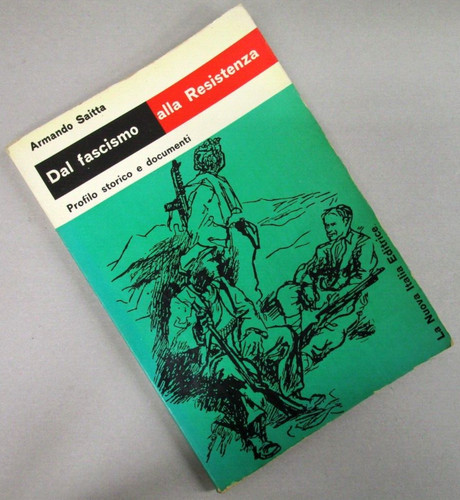 Armando Saitta
Dal fascismo alla Resistenza
Profilo storico e documenti
La Nuova Italia Editrice